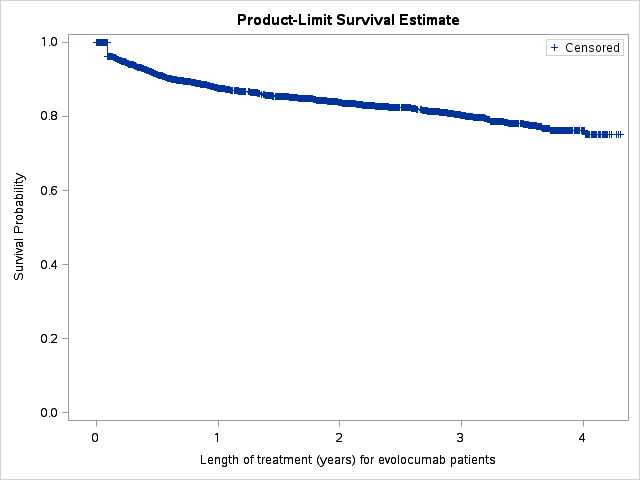 Product-Limit Survival Estimate
+ Censored
1.0
0.8
0.6
0.4
0.2
0.0
Survival Probability
0 1 2 3 4
Length of treatment (years) for evolocumab patients